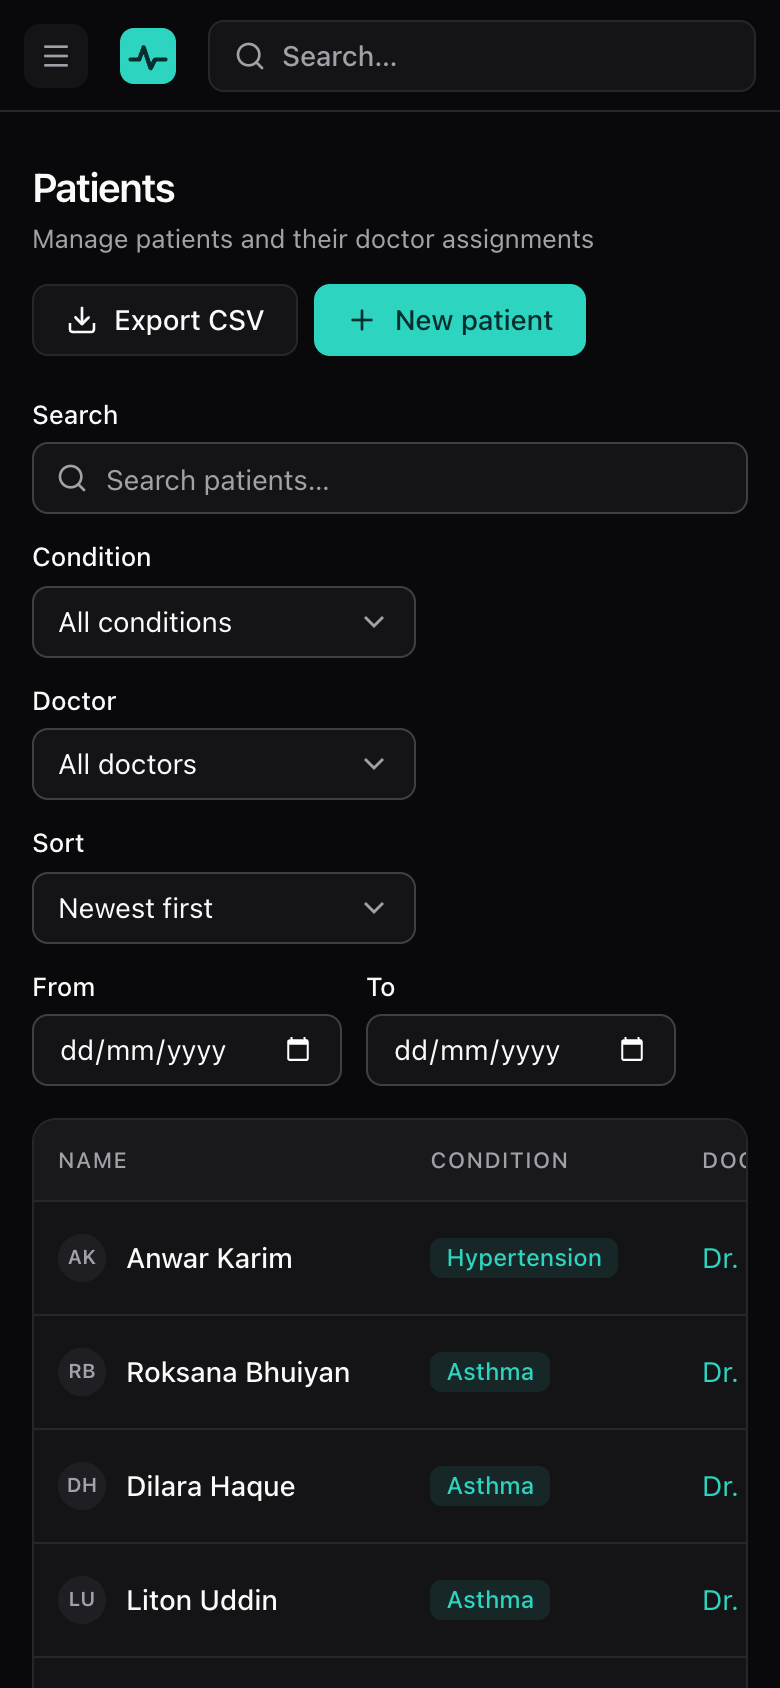 Search...
Patients
Manage patients and their doctor assignments
Export CSV
New patient
Search
Search patients...
Condition
All conditions
Doctor
All doctors
Sort
Newest first
From To
dd/mm/yyyy dd/mm/yyyy
NAME CONDITION
AK Anwar Karim Hypertension Dr.
RB Roksana Bhuiyan Asthma Dr.
DH Dilara Haque Asthma Dr.
LU Liton Uddin Asthma Dr.